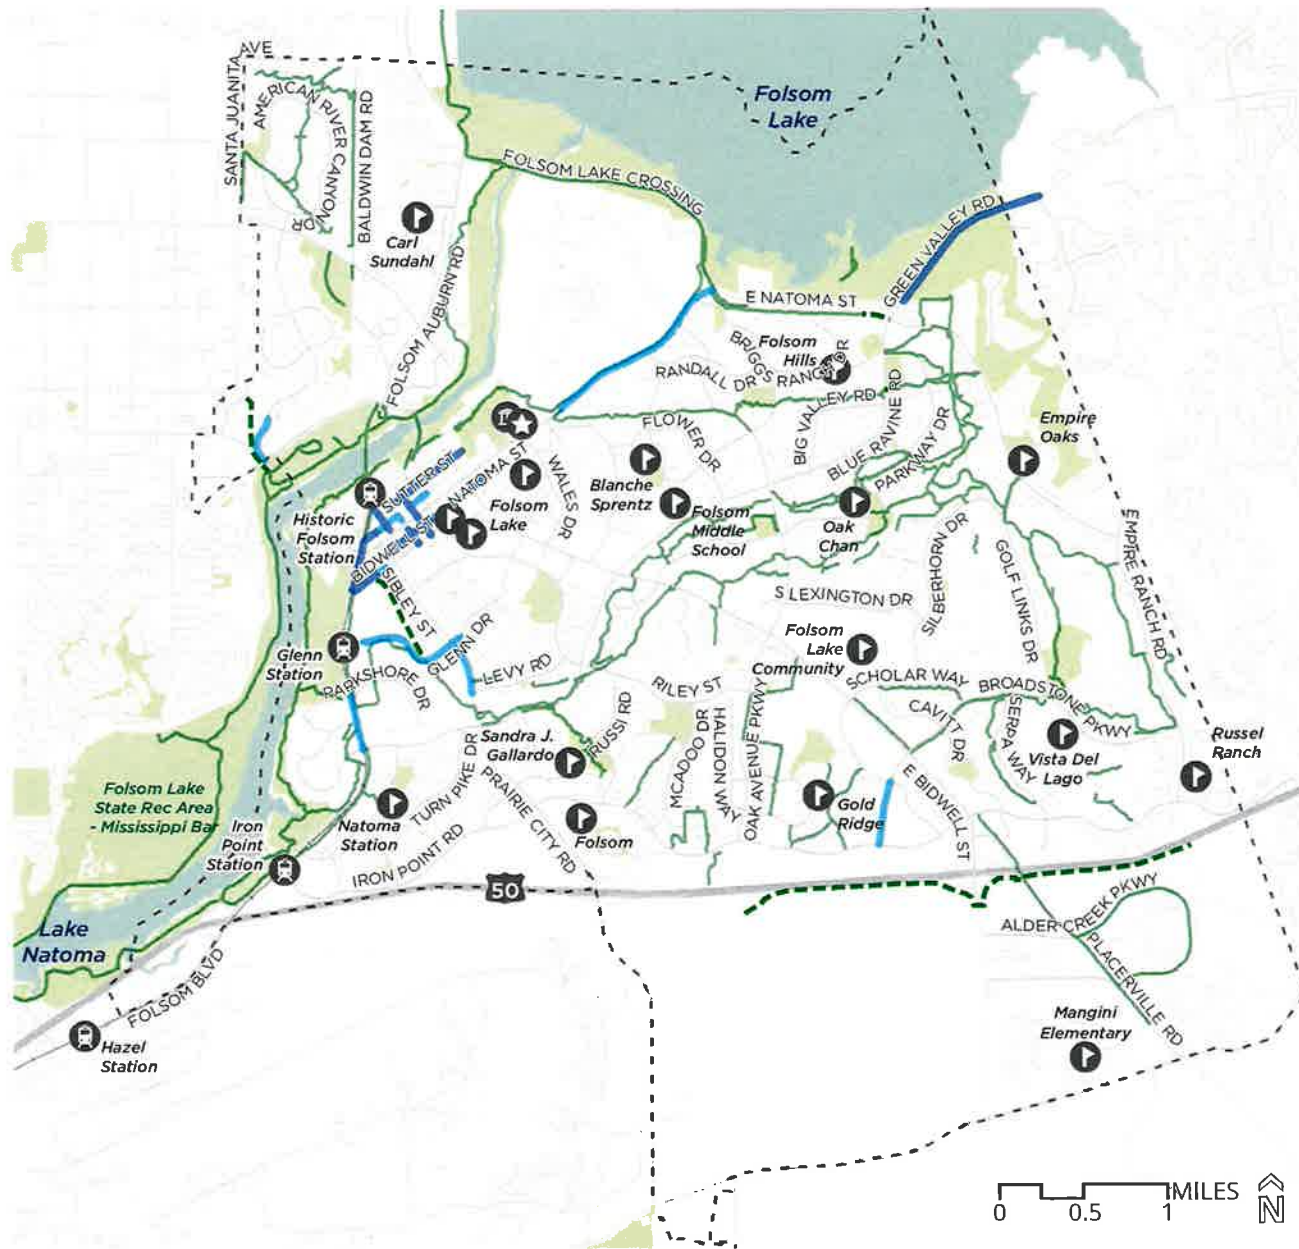 AVE
SANTA JUANITA
AMERICAN RIVER CANYON
DR
BALDWIN DAM RD
Folsom
Lake
FOLSOM LAKE CROSSING
Carl
Sundahl
FOLSOM AUBURN RD
GREEN VALLEY RD
E NATOMA ST
BRIGGS RANCH DR
Folsom
Hills
RANDALL DR
BIG VALLEY RD
BLUE RAVINE RD
PARKWAY DR
FLOWER DR
Empire
Oaks
SUTTER ST
NATOMA ST
WALES DR
Blanche
Sprentz
Folsom
Lake
Historic
Folsom
Station
Folsom
Middle
School
Oak
Chan
BIDWELL ST
SIBLEY ST
SILBERHORN DR
GOLF LINKS DR
EMPIRE RANCH RD
S LEXINGTON DR
Glenn
Station
GLENN DR
LEVY RD
Folsom
Lake
Community
PARKSHORE DR
RILEY ST
SCHOLAR WAY
BROADSTONE PKWY
RUSSI RD
MCADOO DR
HALIDON WAY
OAK AVENUE PKWY
CAVITT DR
SERPA WAY
Sandra J.
Gallardo
Vista Del
Lago
Russel
Ranch
Folsom Lake
State Rec Area
- Mississippi Bar
TURN PIKE DR
PRAIRIE CITY RD
E BIDWELL ST
Gold
Ridge
Natoma
Station
Folsom
Iron
Point
Station
IRON POINT RD
50
ALDER CREEK PKWY
PLACERVILLE RD
Lake
Natoma
FOLSOM BLVD
Hazel
Station
Mangini
Elementary
MILES
0 0.5 1
N